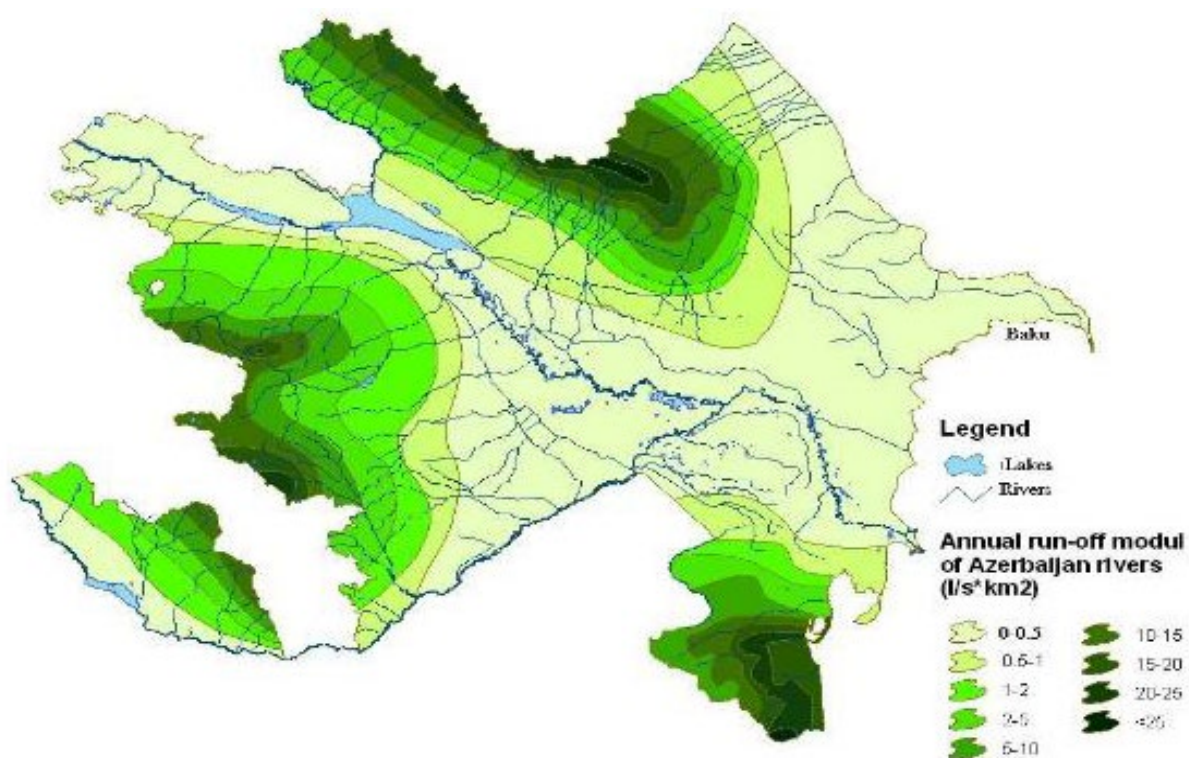 Baku
Legend
Lakes
Rivers
Annual run-off modul
of Azerbaijan rivers
(l/s*km2)
0-0.5
0.5-1
1-2
2-5
5-10
10-15
15-20
20-25
<25